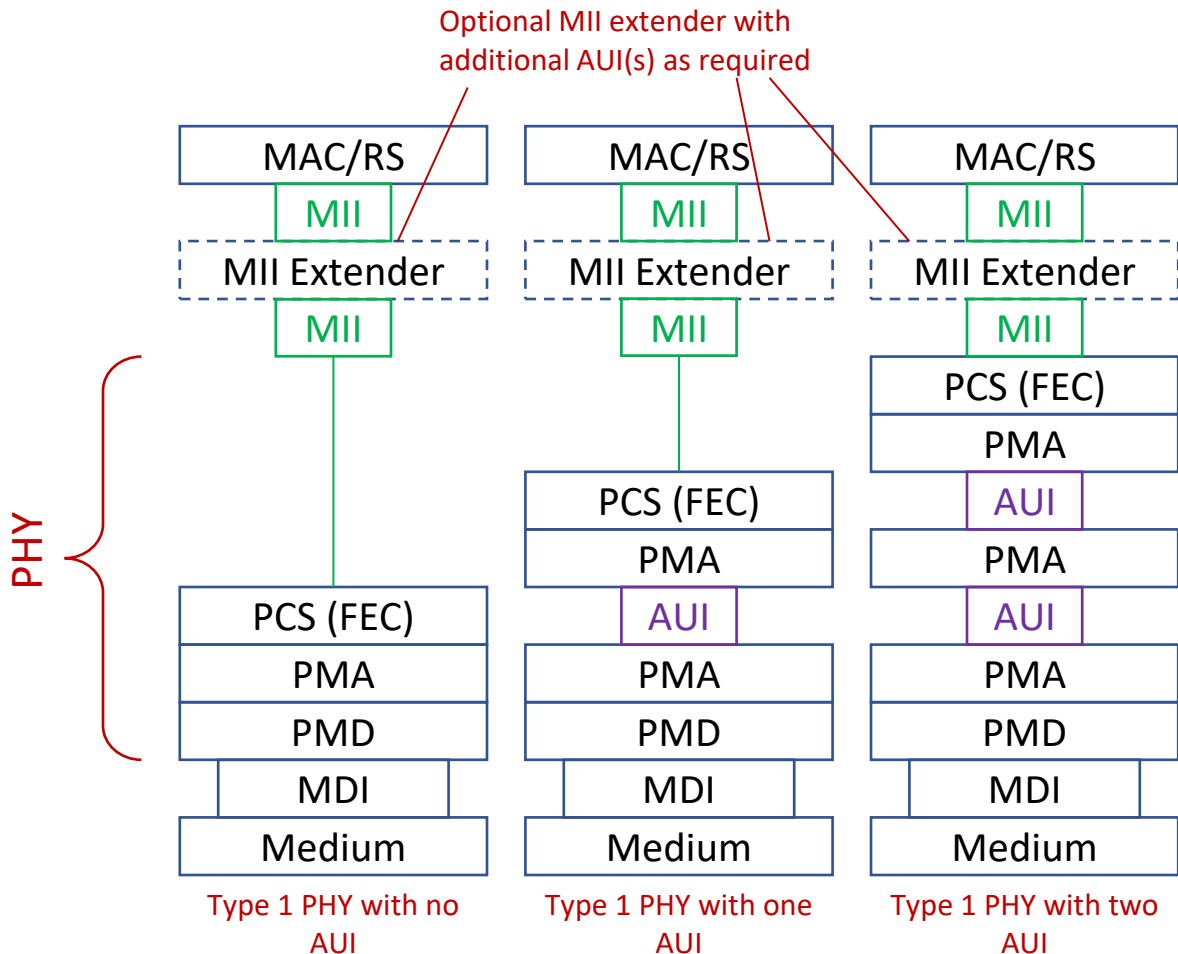 Optional MII extender with
additional AUI(s) as required
MAC/RS
MII
MII Extender
MII
PCS (FEC)
PMA
PMD
MDI
Medium
Type 1 PHY with no
AUI
MAC/RS
MII
MII Extender
MII
PCS (FEC)
PMA
AUI
PMA
PMD
MDI
Medium
Type 1 PHY with one
AUI
MAC/RS
MII
MII Extender
MII
PCS (FEC)
PMA
AUI
PMA
AUI
PMA
PMD
MDI
Medium
Type 1 PHY with two
AUI
PHY